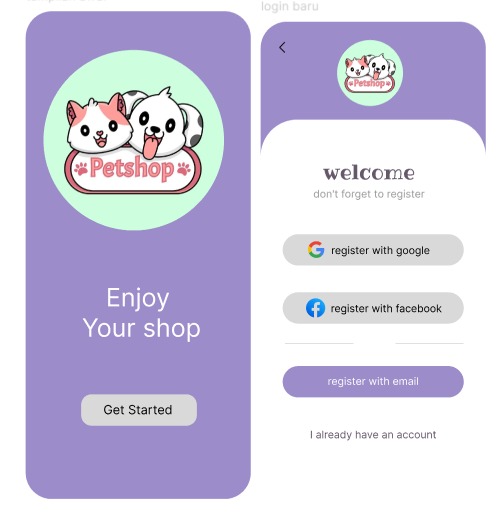 login baru
Petshop
Enjoy
Your shop
Get Started
Petshop
welcome
don't forget to register
register with google
register with facebook
register with email
I already have an account